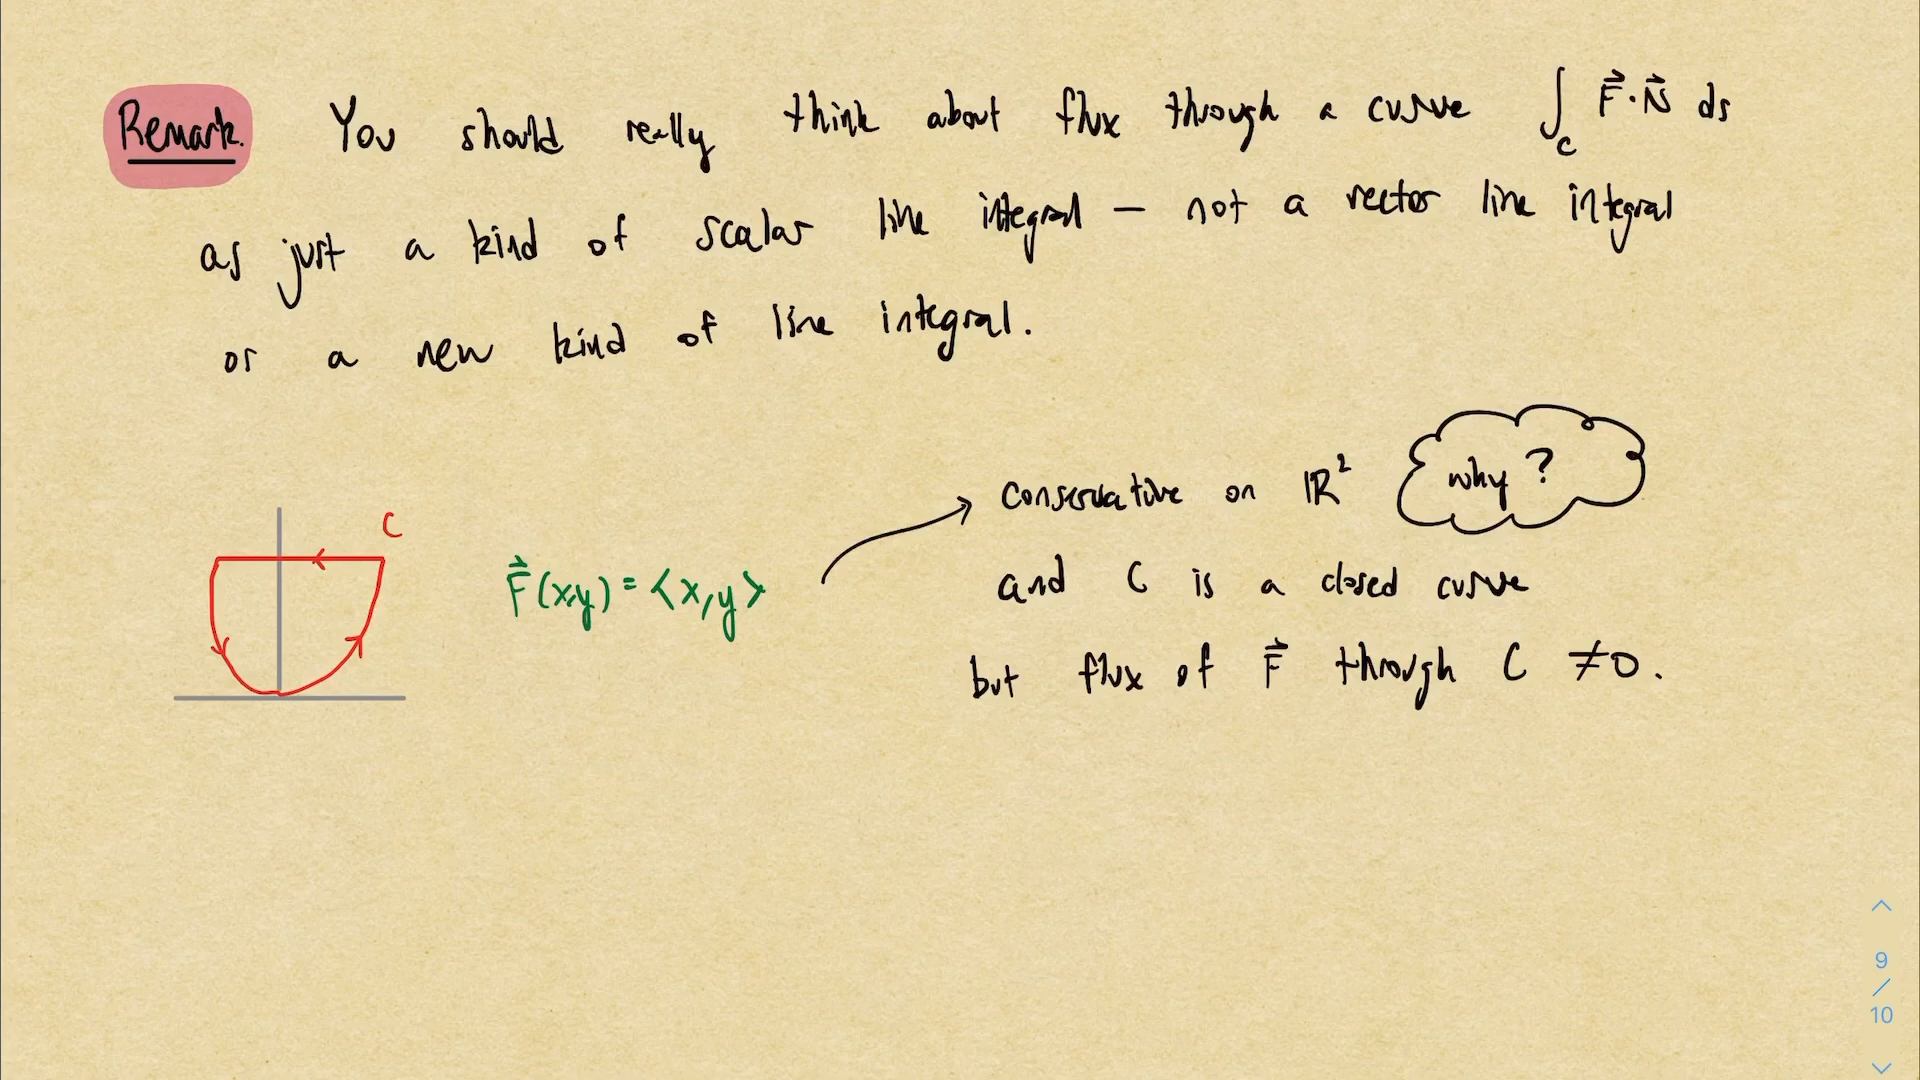 Remark. You should really think about flux through a curve ∫_C F⃗·N⃗ ds
as just a kind of scalar line integral — not a vector line integral
or a new kind of line integral.
C
F⃗(x,y) = <x,y>
conservative on ℝ² why?
and C is a closed curve
but flux of F⃗ through C ≠0.
9
/
10